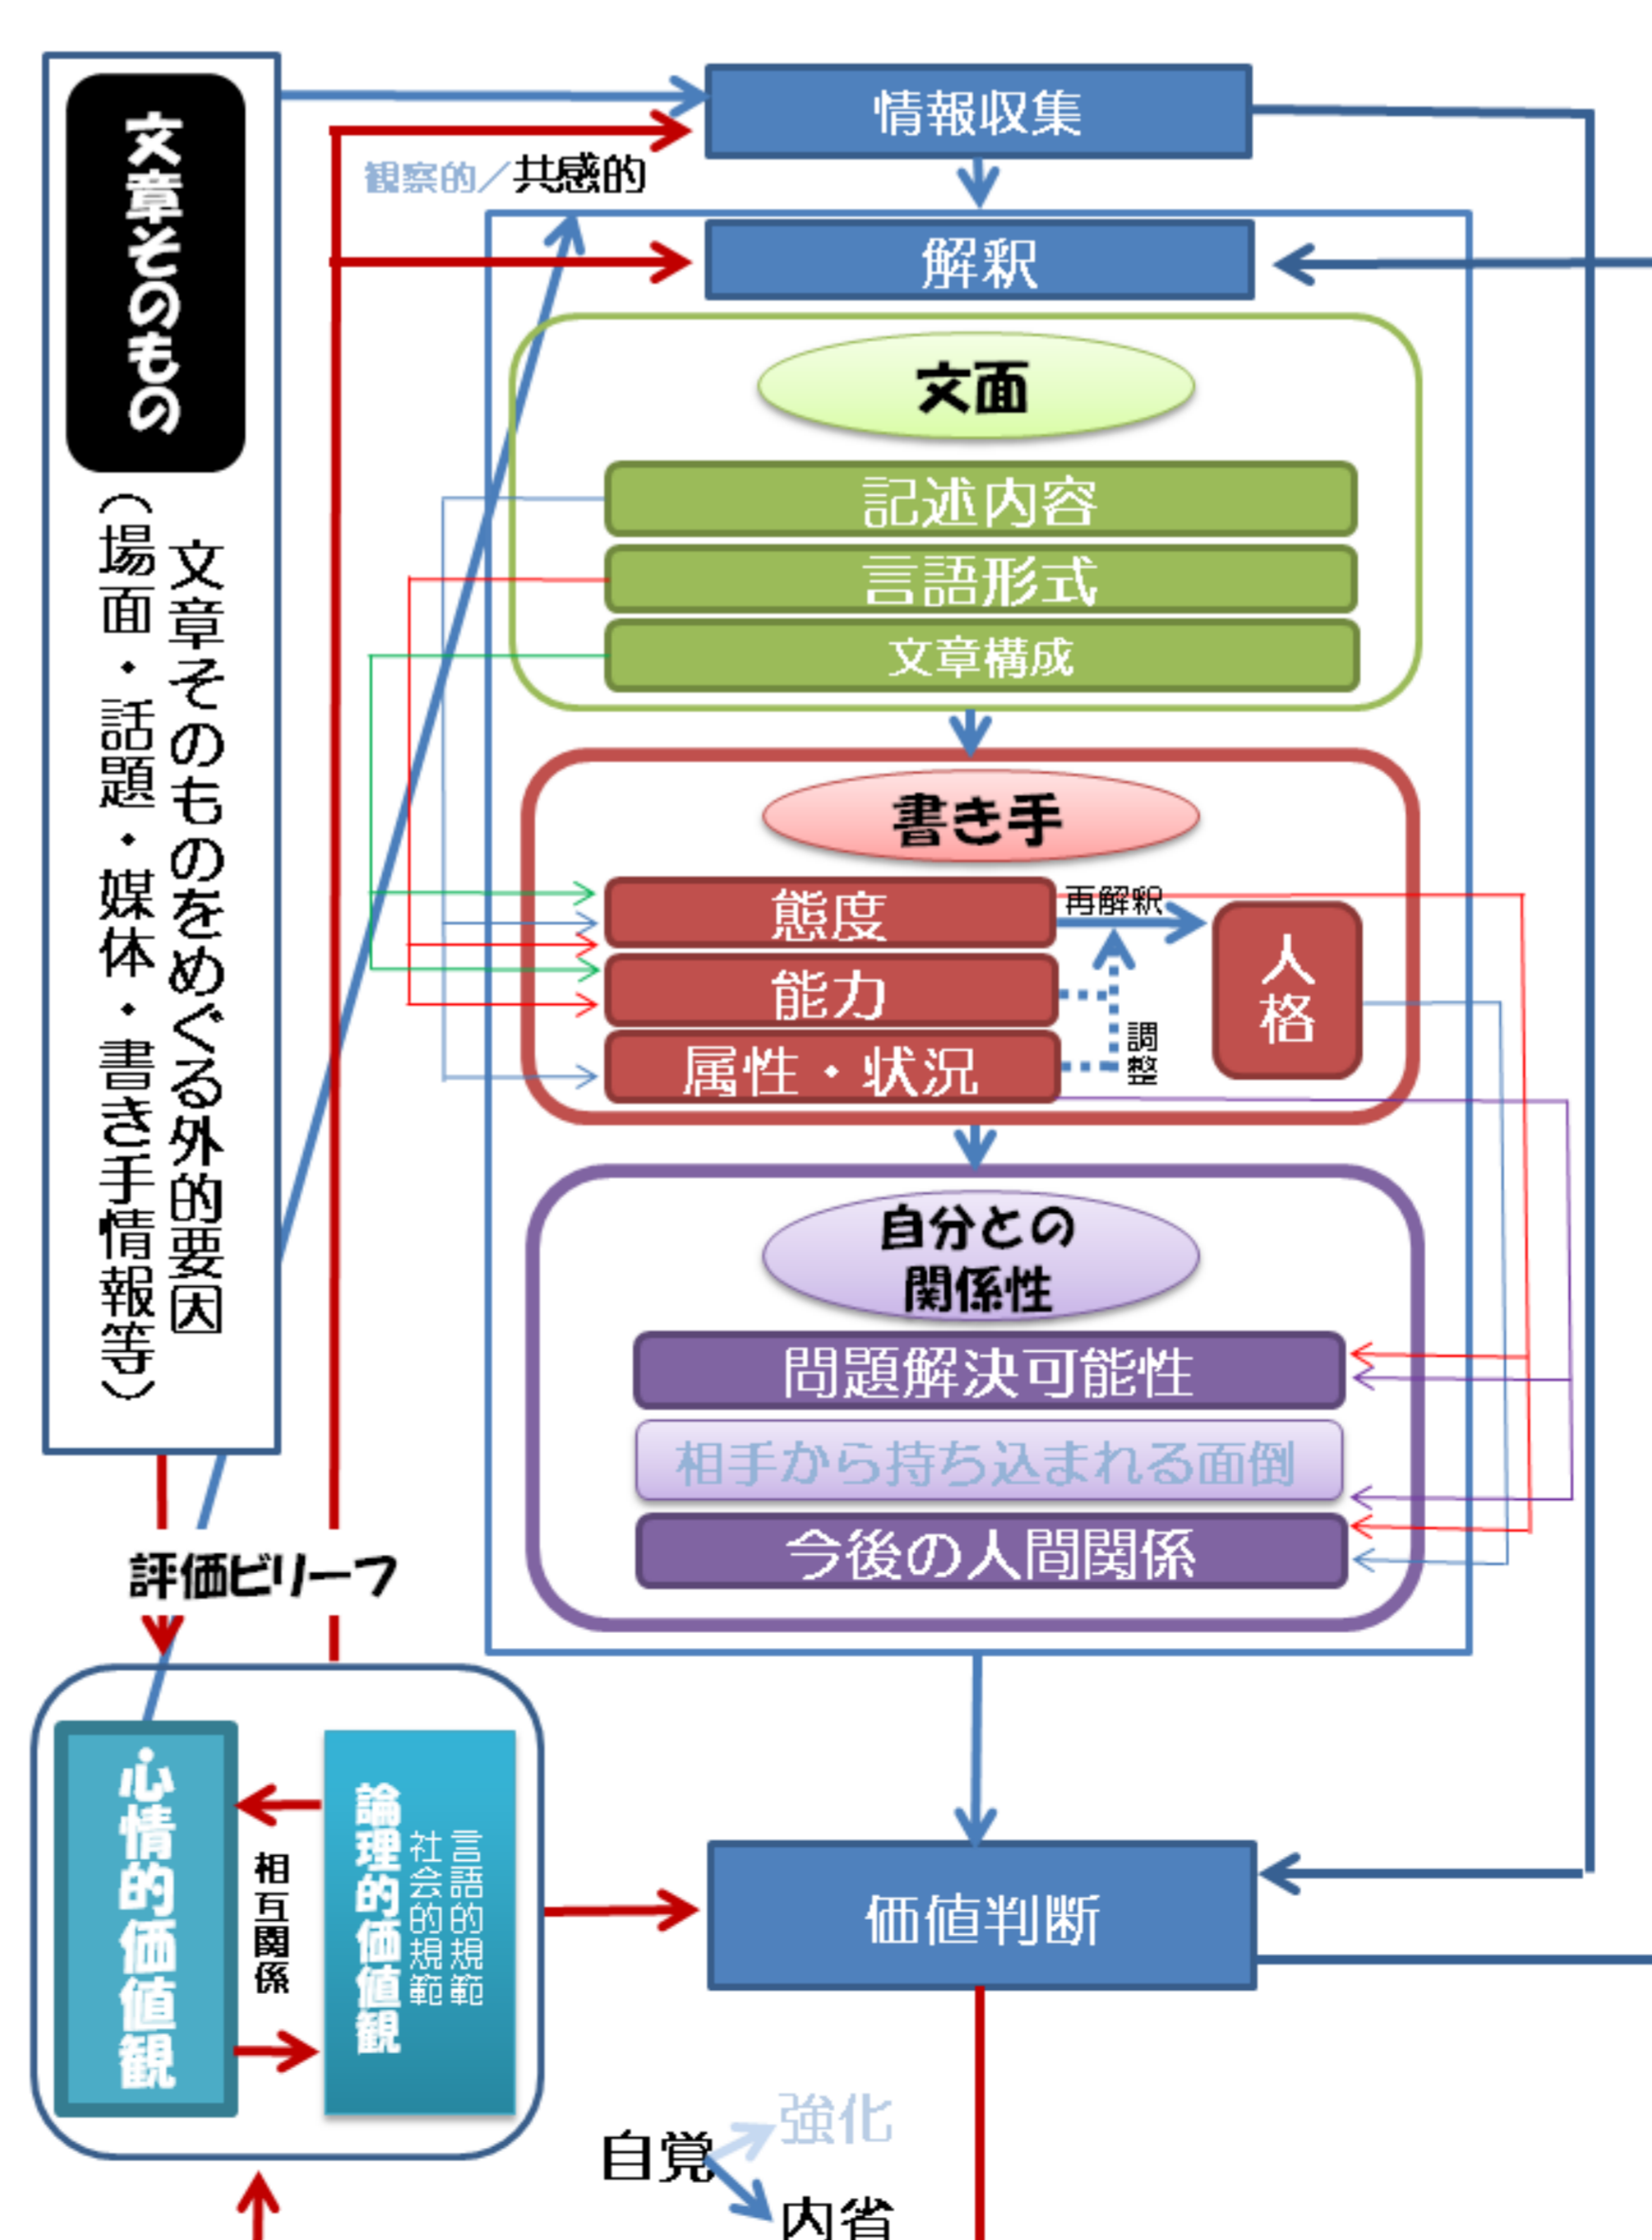 文章そのもの
文章そのものをめぐる外的要因
（場面・話題・媒体・書き手情報等）
情報収集
観察的／共感的
解釈
文面
記述内容
言語形式
文章構成
書き手
態度
能力
属性・状況
再解釈
調整
人格
自分との
関係性
問題解決可能性
相手から持ち込まれる面倒
今後の人間関係
評価ビリーフ
心情的価値観
相互関係
論理的価値観
社会的規範
言語的規範
価値判断
自覚
強化
内省